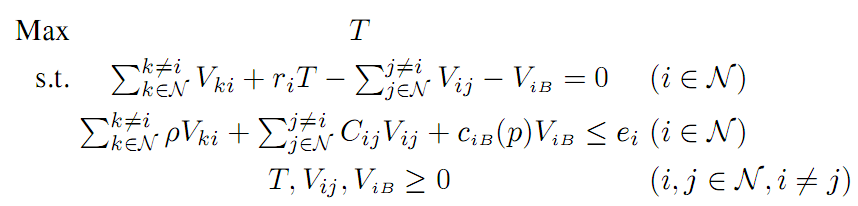 Max T
s.t. ∑_{k∈𝒩}^{k≠i} V_{ki} + r_i T − ∑_{j∈𝒩}^{j≠i} V_{ij} − V_{iB} = 0 (i ∈ 𝒩)
∑_{k∈𝒩}^{k≠i} ρV_{ki} + ∑_{j∈𝒩}^{j≠i} C_{ij}V_{ij} + c_{iB}(p)V_{iB} ≤ e_i (i ∈ 𝒩)
T, V_{ij}, V_{iB} ≥ 0 (i, j ∈ 𝒩, i ≠ j)